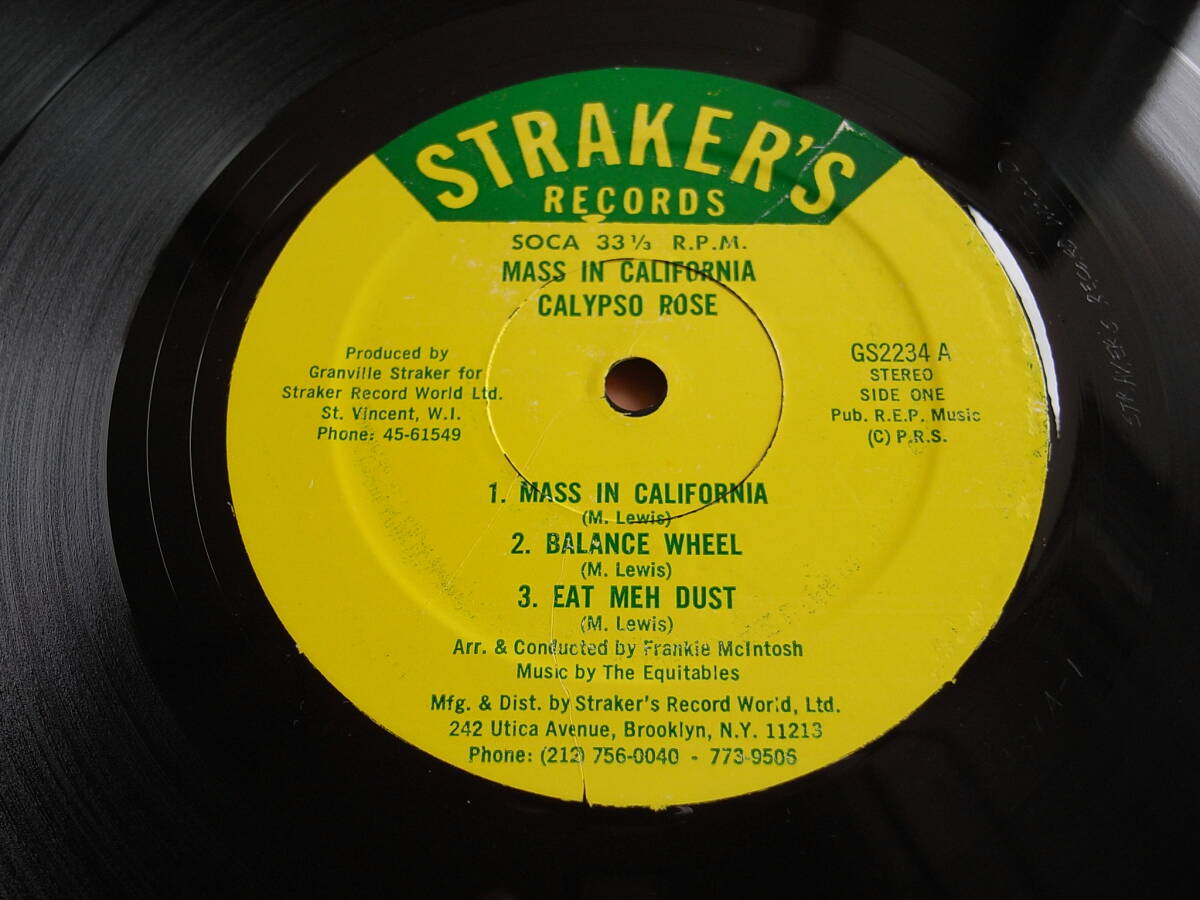 STRAKER'S
RECORDS
SOCA 33 ⅓ R.P.M.
MASS IN CALIFORNIA
CALYPSO ROSE
Produced by
Granville Straker for
Straker Record World Ltd.
St. Vincent, W.I.
Phone: 45-61549
GS2234 A
STEREO
SIDE ONE
Pub. R.E.P. Music
(C) P.R.S.
1. MASS IN CALIFORNIA
(M. Lewis)
2. BALANCE WHEEL
(M. Lewis)
3. EAT MEH DUST
(M. Lewis)
Arr. & Conducted by Frankie McIntosh
Music by The Equitables
Mfg. & Dist. by Straker's Record World, Ltd.
242 Utica Avenue, Brooklyn, N.Y. 11213
Phone: (212) 756-0040 - 773-9506